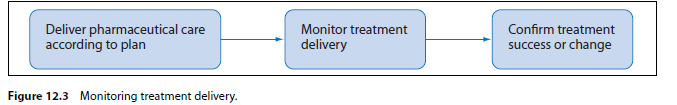 Deliver pharmaceutical care
according to plan
Monitor treatment
delivery
Confirm treatment
success or change
Figure 12.3 Monitoring treatment delivery.